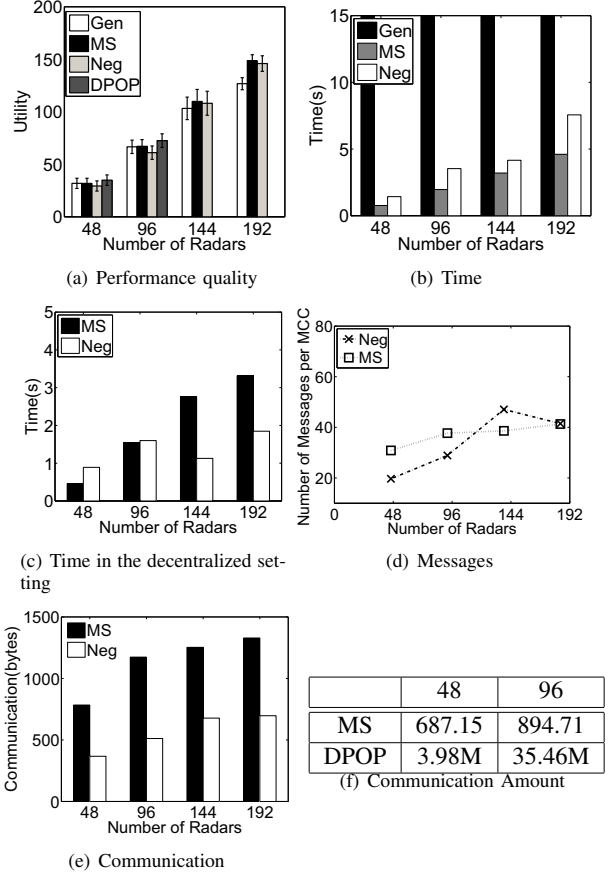 200
150
100
50
0
Utility
Gen
MS
Neg
DPOP
48 96 144 192
Number of Radars
(a) Performance quality
15
10
5
0
Time(s)
Gen
MS
Neg
48 96 144 192
Number of Radars
(b) Time
5
4
3
2
1
0
Time(s)
MS
Neg
48 96 144 192
Number of Radars
(c) Time in the decentralized set-
ting
80
60
40
20
Number of Messages per MCC
Neg
MS
0 48 96 144 192
Number of Radars
(d) Messages
1500
1000
500
0
Communication(bytes)
MS
Neg
48 96 144 192
Number of Radars
(e) Communication
48 96
MS 687.15 894.71
DPOP 3.98M 35.46M
(f) Communication Amount